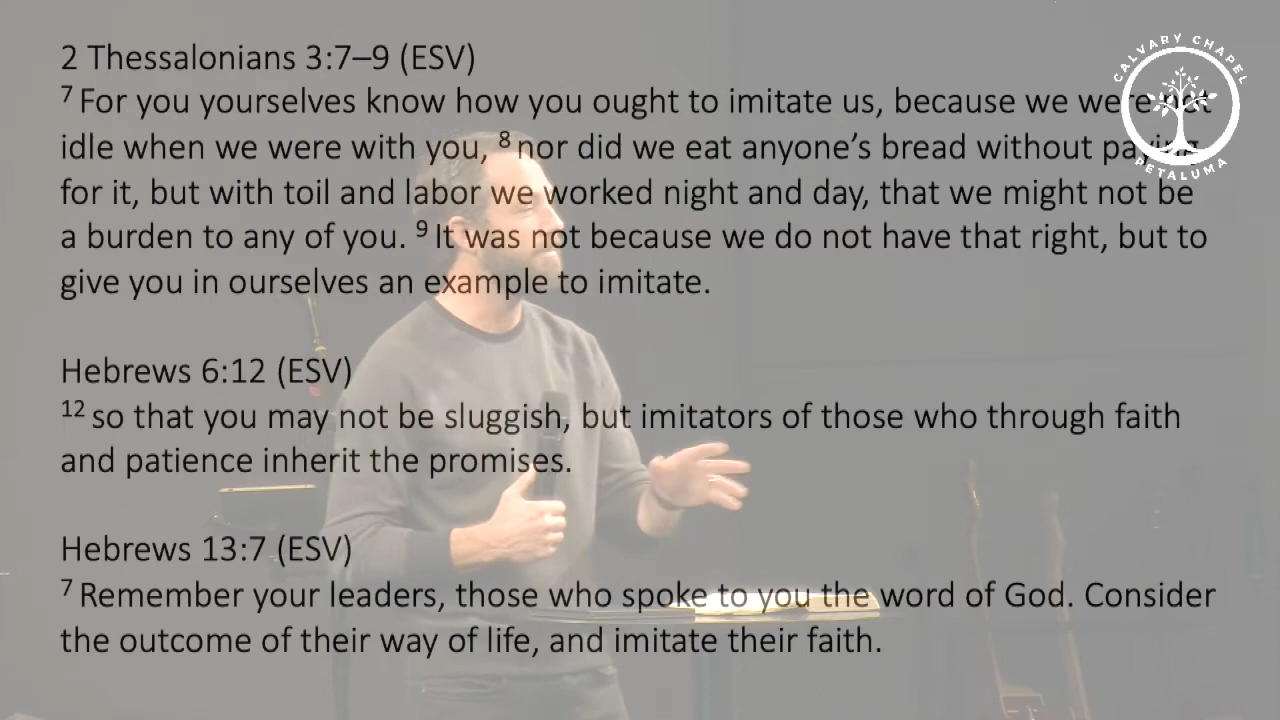 2 Thessalonians 3:7–9 (ESV)
⁷ For you yourselves know how you ought to imitate us, because we were not
idle when we were with you, ⁸ nor did we eat anyone’s bread without paying
for it, but with toil and labor we worked night and day, that we might not be
a burden to any of you. ⁹ It was not because we do not have that right, but to
give you in ourselves an example to imitate.
Hebrews 6:12 (ESV)
¹² so that you may not be sluggish, but imitators of those who through faith
and patience inherit the promises.
Hebrews 13:7 (ESV)
⁷ Remember your leaders, those who spoke to you the word of God. Consider
the outcome of their way of life, and imitate their faith.
CALVARY CHAPEL
PETALUMA